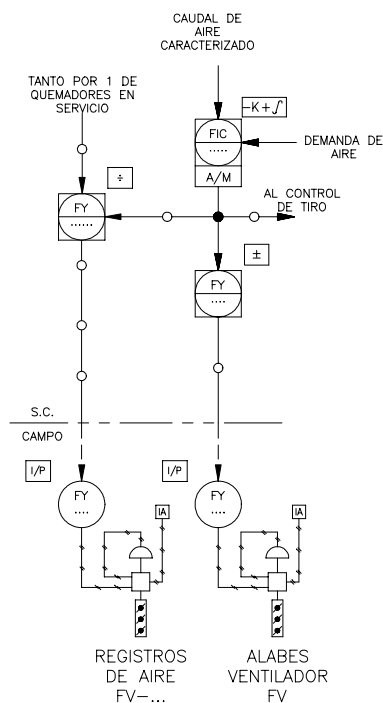 CAUDAL DE
AIRE
CARACTERIZADO
TANTO POR 1 DE
QUEMADORES EN
SERVICIO
-K+∫
FIC
.....
A/M
DEMANDA DE
AIRE
÷
AL CONTROL
DE TIRO
FY
......
±
FY
....
S.C.
CAMPO
I/P
I/P
FY
....
FY
....
IA
IA
REGISTROS
DE AIRE
FV-...
ALABES
VENTILADOR
FV